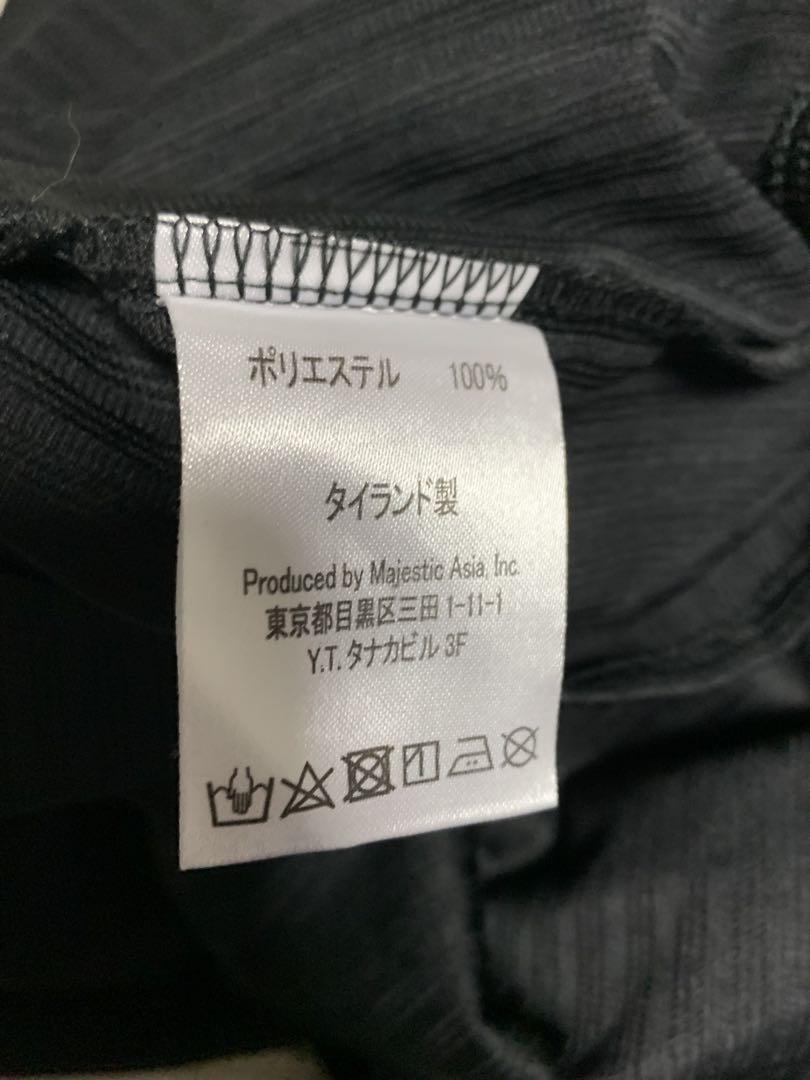 ポリエステル 100%
タイランド製
Produced by Majestic Asia, Inc.
東京都目黒区三田 1-11-1
Y.T. タナカビル 3F